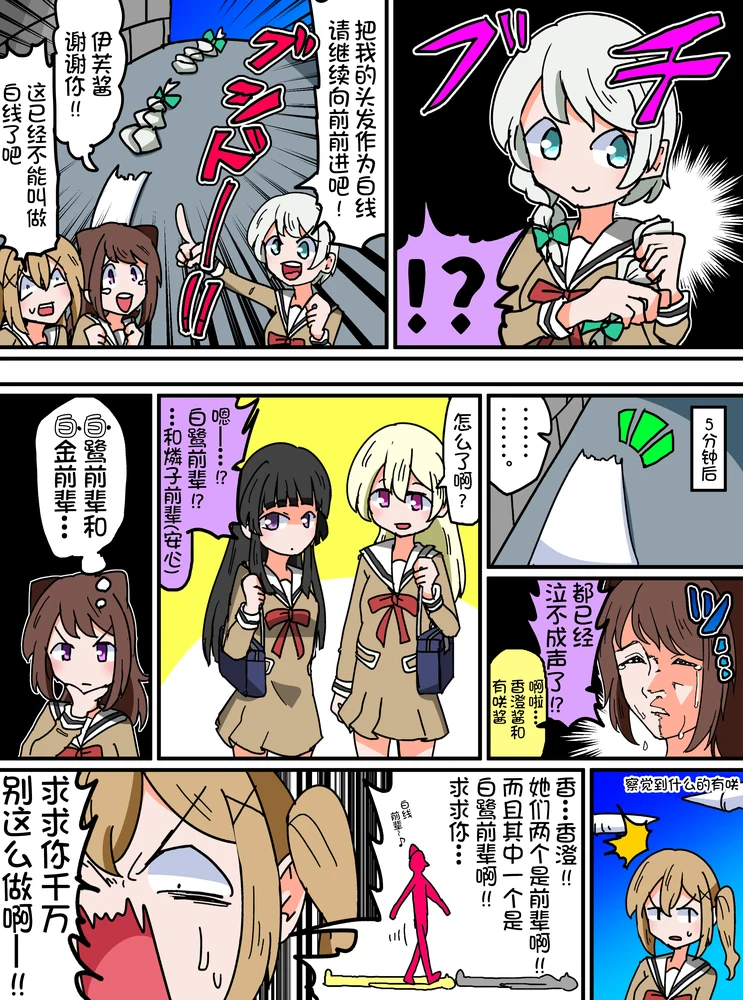 ブチ
!?
把我的头发作为白线
请继续向前前进吧！
ブシドー!!
伊芙酱
谢谢你!!
这已经不能叫做
白线了吧
5分钟后
………。
都已经
泣不成声了!?
啊啦…
香澄酱和
有咲酱
怎么了啊?
嗯——…!?
白鹭前辈!?
…和燐子前辈(安心)
白鹭前辈和
白金前辈…
察觉到什么的有咲
香…香澄!!
她们两个是前辈啊!!
而且其中一个是
白鹭前辈啊!!
求求你…
白线
前辈~♪
求求你千万
别这么做啊——!!